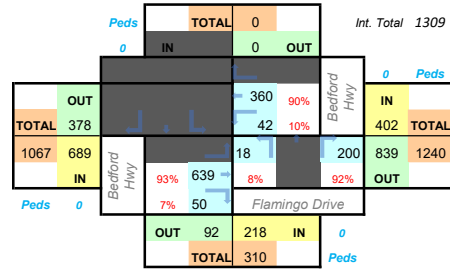 Peds TOTAL 0 Int. Total 1309
0 IN 0 OUT
0 Peds
OUT 360 90% Bedford Hwy IN
TOTAL 378 42 10% 402 TOTAL
1067 689 Bedford Hwy 18 200 839 1240
IN 93% 639 8% 92% OUT
Peds 0 7% 50 Flamingo Drive
OUT 92 218 IN 0
TOTAL 310 Peds